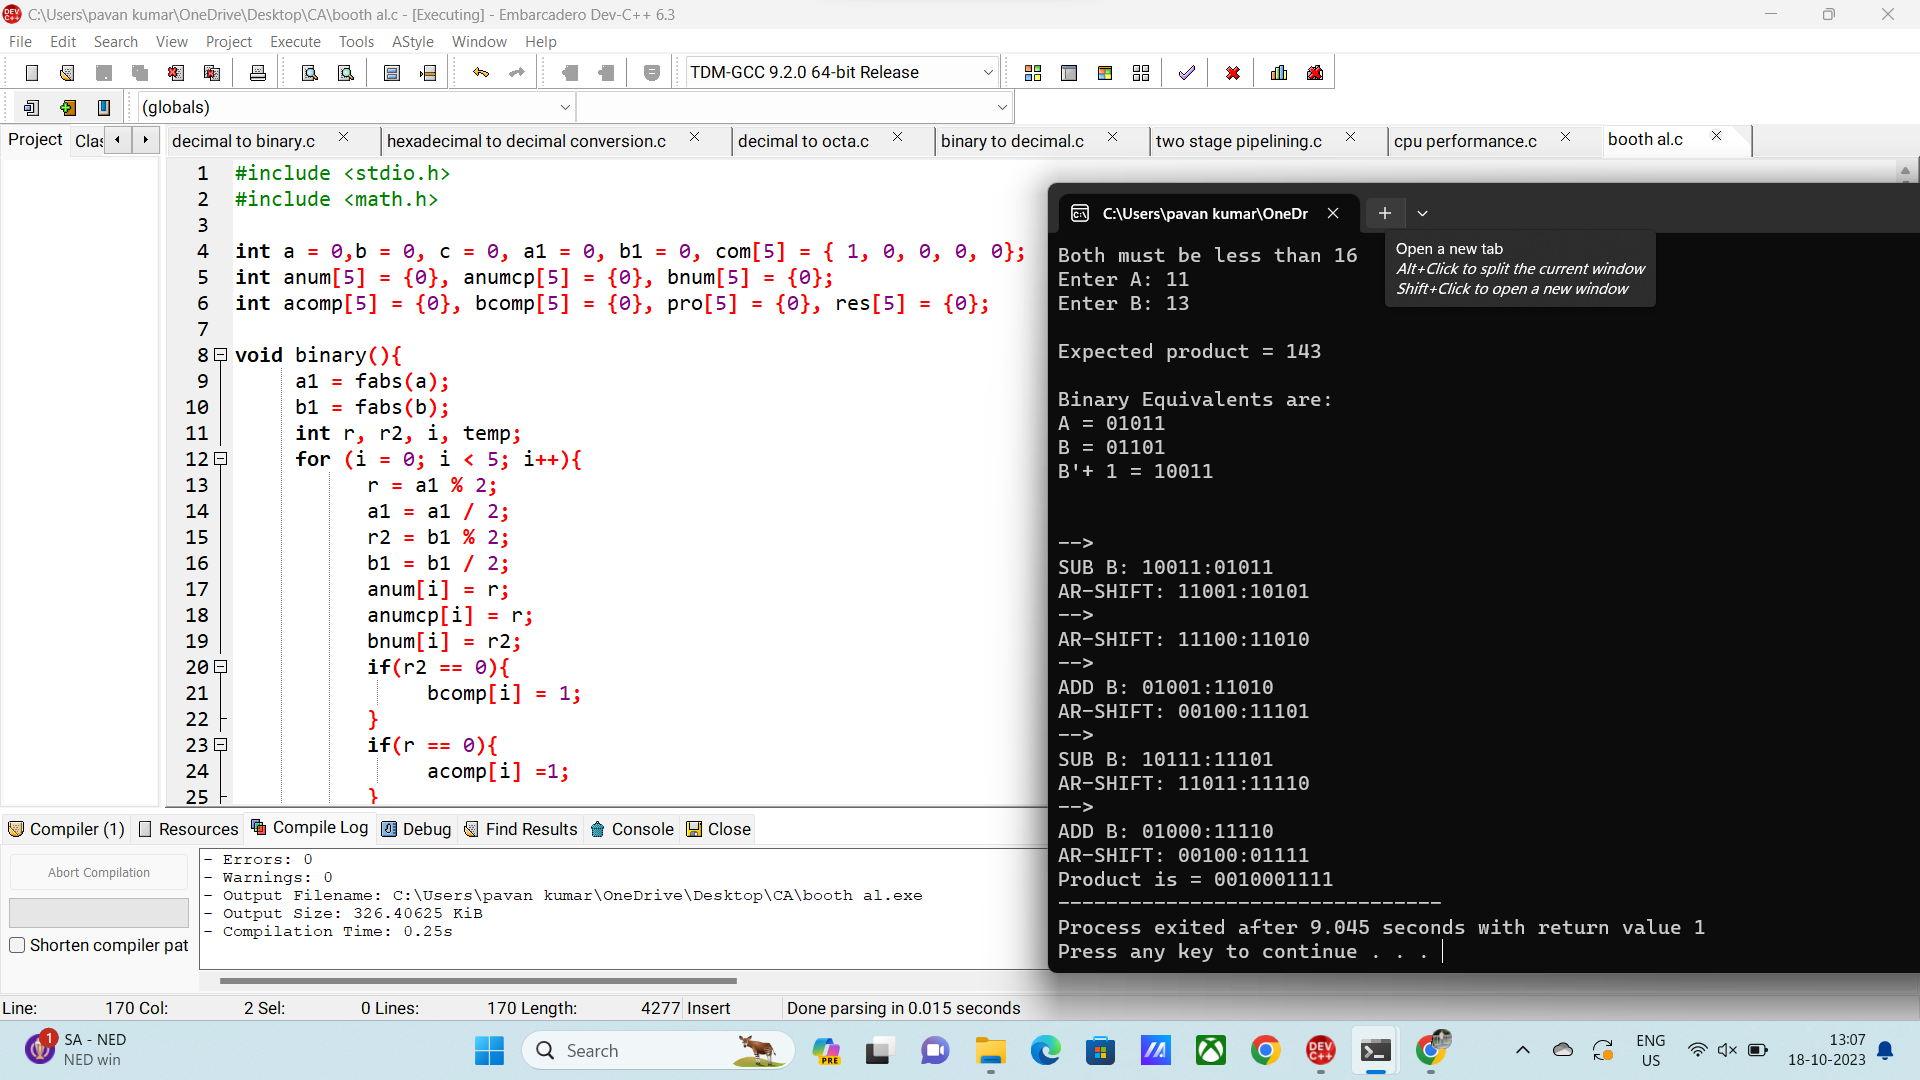 C:\Users\pavan kumar\OneDrive\Desktop\CA\booth al.c - [Executing] - Embarcadero Dev-C++ 6.3
File Edit Search View Project Execute Tools AStyle Window Help
TDM-GCC 9.2.0 64-bit Release
(globals)
Project Clas
decimal to binary.c hexadecimal to decimal conversion.c decimal to octa.c binary to decimal.c two stage pipelining.c cpu performance.c booth al.c
1 #include <stdio.h>
2 #include <math.h>
3
4 int a = 0,b = 0, c = 0, a1 = 0, b1 = 0, com[5] = { 1, 0, 0, 0, 0};
5 int anum[5] = {0}, anumcp[5] = {0}, bnum[5] = {0};
6 int acomp[5] = {0}, bcomp[5] = {0}, pro[5] = {0}, res[5] = {0};
7
8 void binary(){
9 a1 = fabs(a);
10 b1 = fabs(b);
11 int r, r2, i, temp;
12 for (i = 0; i < 5; i++){
13 r = a1 % 2;
14 a1 = a1 / 2;
15 r2 = b1 % 2;
16 b1 = b1 / 2;
17 anum[i] = r;
18 anumcp[i] = r;
19 bnum[i] = r2;
20 if(r2 == 0){
21 bcomp[i] = 1;
22 }
23 if(r == 0){
24 acomp[i] =1;
25 }
C:\Users\pavan kumar\OneDr
Open a new tab
Alt+Click to split the current window
Shift+Click to open a new window
Both must be less than 16
Enter A: 11
Enter B: 13
Expected product = 143
Binary Equivalents are:
A = 01011
B = 01101
B'+ 1 = 10011
-->
SUB B: 10011:01011
AR-SHIFT: 11001:10101
-->
AR-SHIFT: 11100:11010
-->
ADD B: 01001:11010
AR-SHIFT: 00100:11101
-->
SUB B: 10111:11101
AR-SHIFT: 11011:11110
-->
ADD B: 01000:11110
AR-SHIFT: 00100:01111
Product is = 0010001111
--------------------------------
Process exited after 9.045 seconds with return value 1
Press any key to continue . . .
Compiler (1) Resources Compile Log Debug Find Results Console Close
Abort Compilation
Shorten compiler pat
- Errors: 0
- Warnings: 0
- Output Filename: C:\Users\pavan kumar\OneDrive\Desktop\CA\booth al.exe
- Output Size: 326.40625 KiB
- Compilation Time: 0.25s
Line: 170 Col: 2 Sel: 0 Lines: 170 Length: 4277 Insert Done parsing in 0.015 seconds
1
SA - NED
NED win
Search
PRE
DEV C++
ENG
US
13:07
18-10-2023